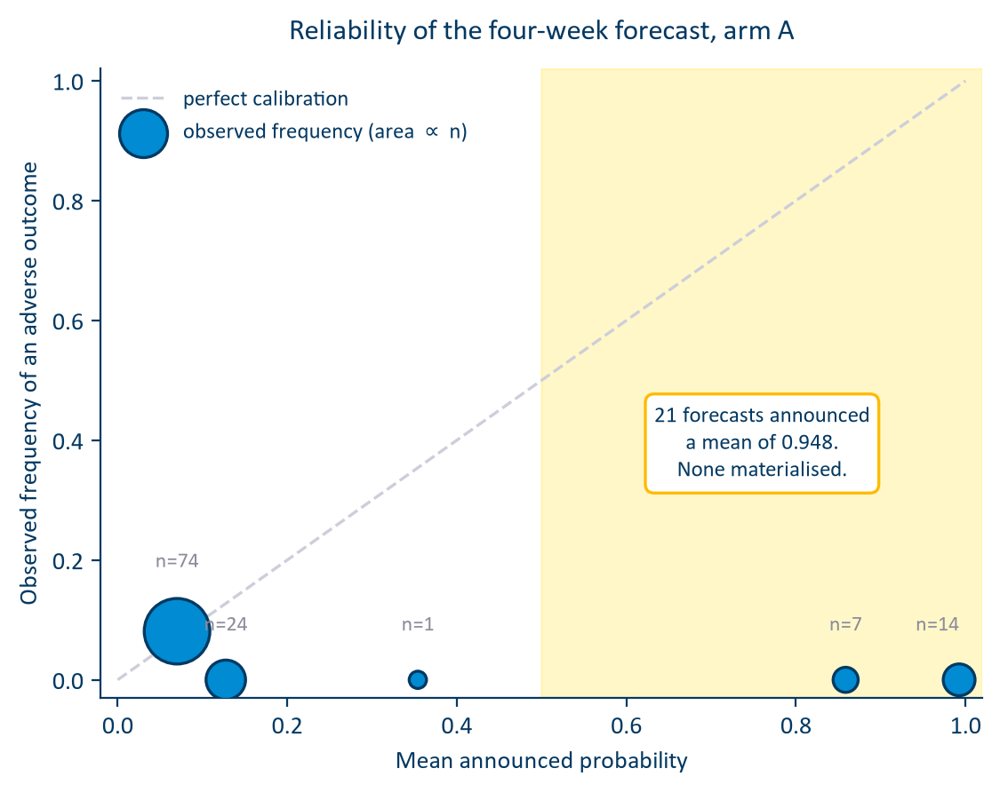 Reliability of the four-week forecast, arm A
perfect calibration
observed frequency (area ∝ n)
Observed frequency of an adverse outcome
1.0
0.8
0.6
0.4
0.2
0.0
21 forecasts announced
a mean of 0.948.
None materialised.
n=74
n=24
n=1
n=7
n=14
0.0
0.2
0.4
0.6
0.8
1.0
Mean announced probability